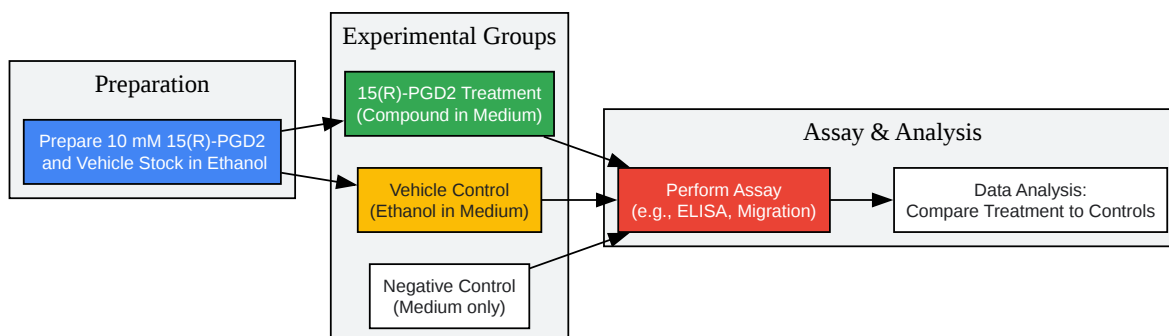 Preparation
Prepare 10 mM 15(R)-PGD2
and Vehicle Stock in Ethanol
Experimental Groups
15(R)-PGD2 Treatment
(Compound in Medium)
Vehicle Control
(Ethanol in Medium)
Negative Control
(Medium only)
Assay & Analysis
Perform Assay
(e.g., ELISA, Migration)
Data Analysis:
Compare Treatment to Controls